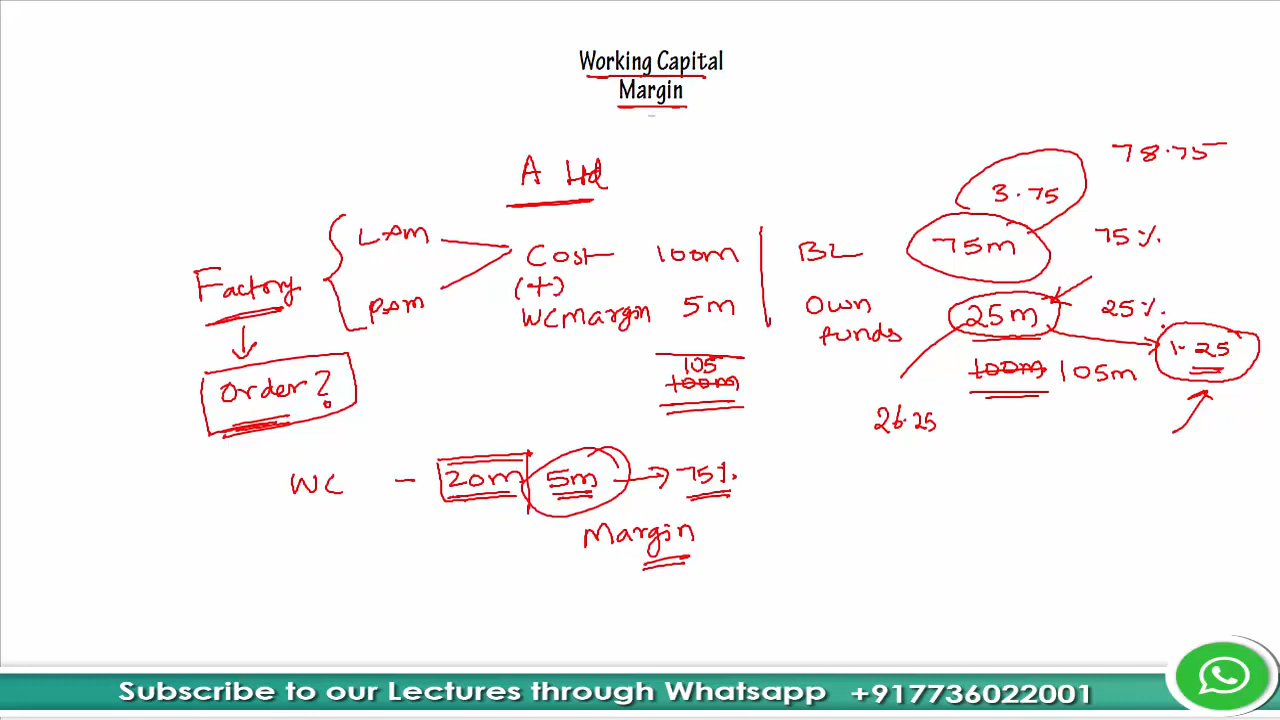 Working Capital
Margin
A Ltd
78.75
3.75
L&M
Cost 100m BL 75m 75%
(+)
Factory
P&M
WC Margin 5m Own funds 25m 25%
1.25
105
100m
100m 105m
Order?
26.25
WC - 20m 5m → 75%
Margin
Subscribe to our Lectures through Whatsapp +917736022001